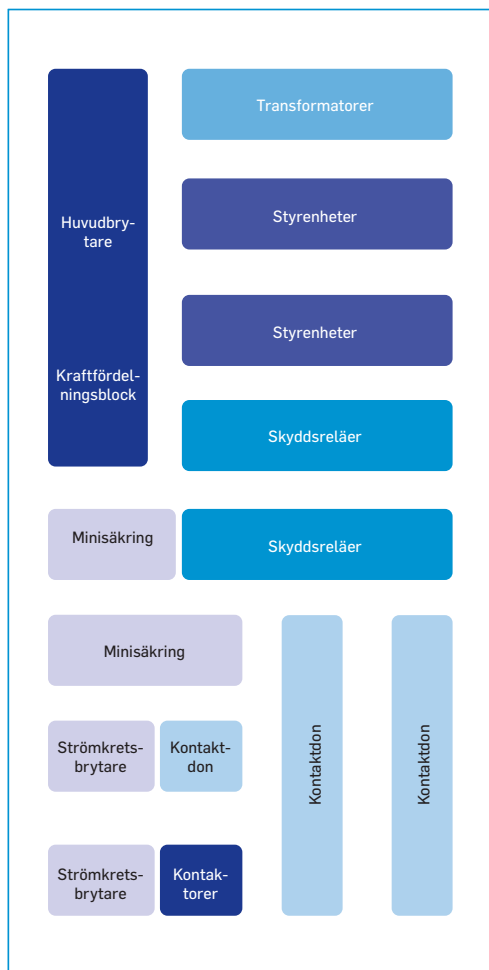 Transformatorer
Huvudbry-
tare
Styrenheter
Styrenheter
Kraftfördel-
ningsblock
Skyddsreläer
Minisäkring
Skyddsreläer
Minisäkring
Strömkrets-
brytare
Kontakt-
don
Kontaktdon
Kontaktdon
Strömkrets-
brytare
Kontak-
torer